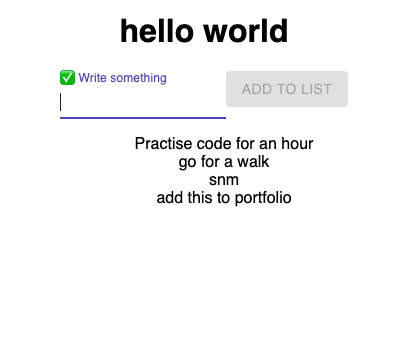 hello world
✅ Write something
ADD TO LIST
Practise code for an hour
go for a walk
snm
add this to portfolio